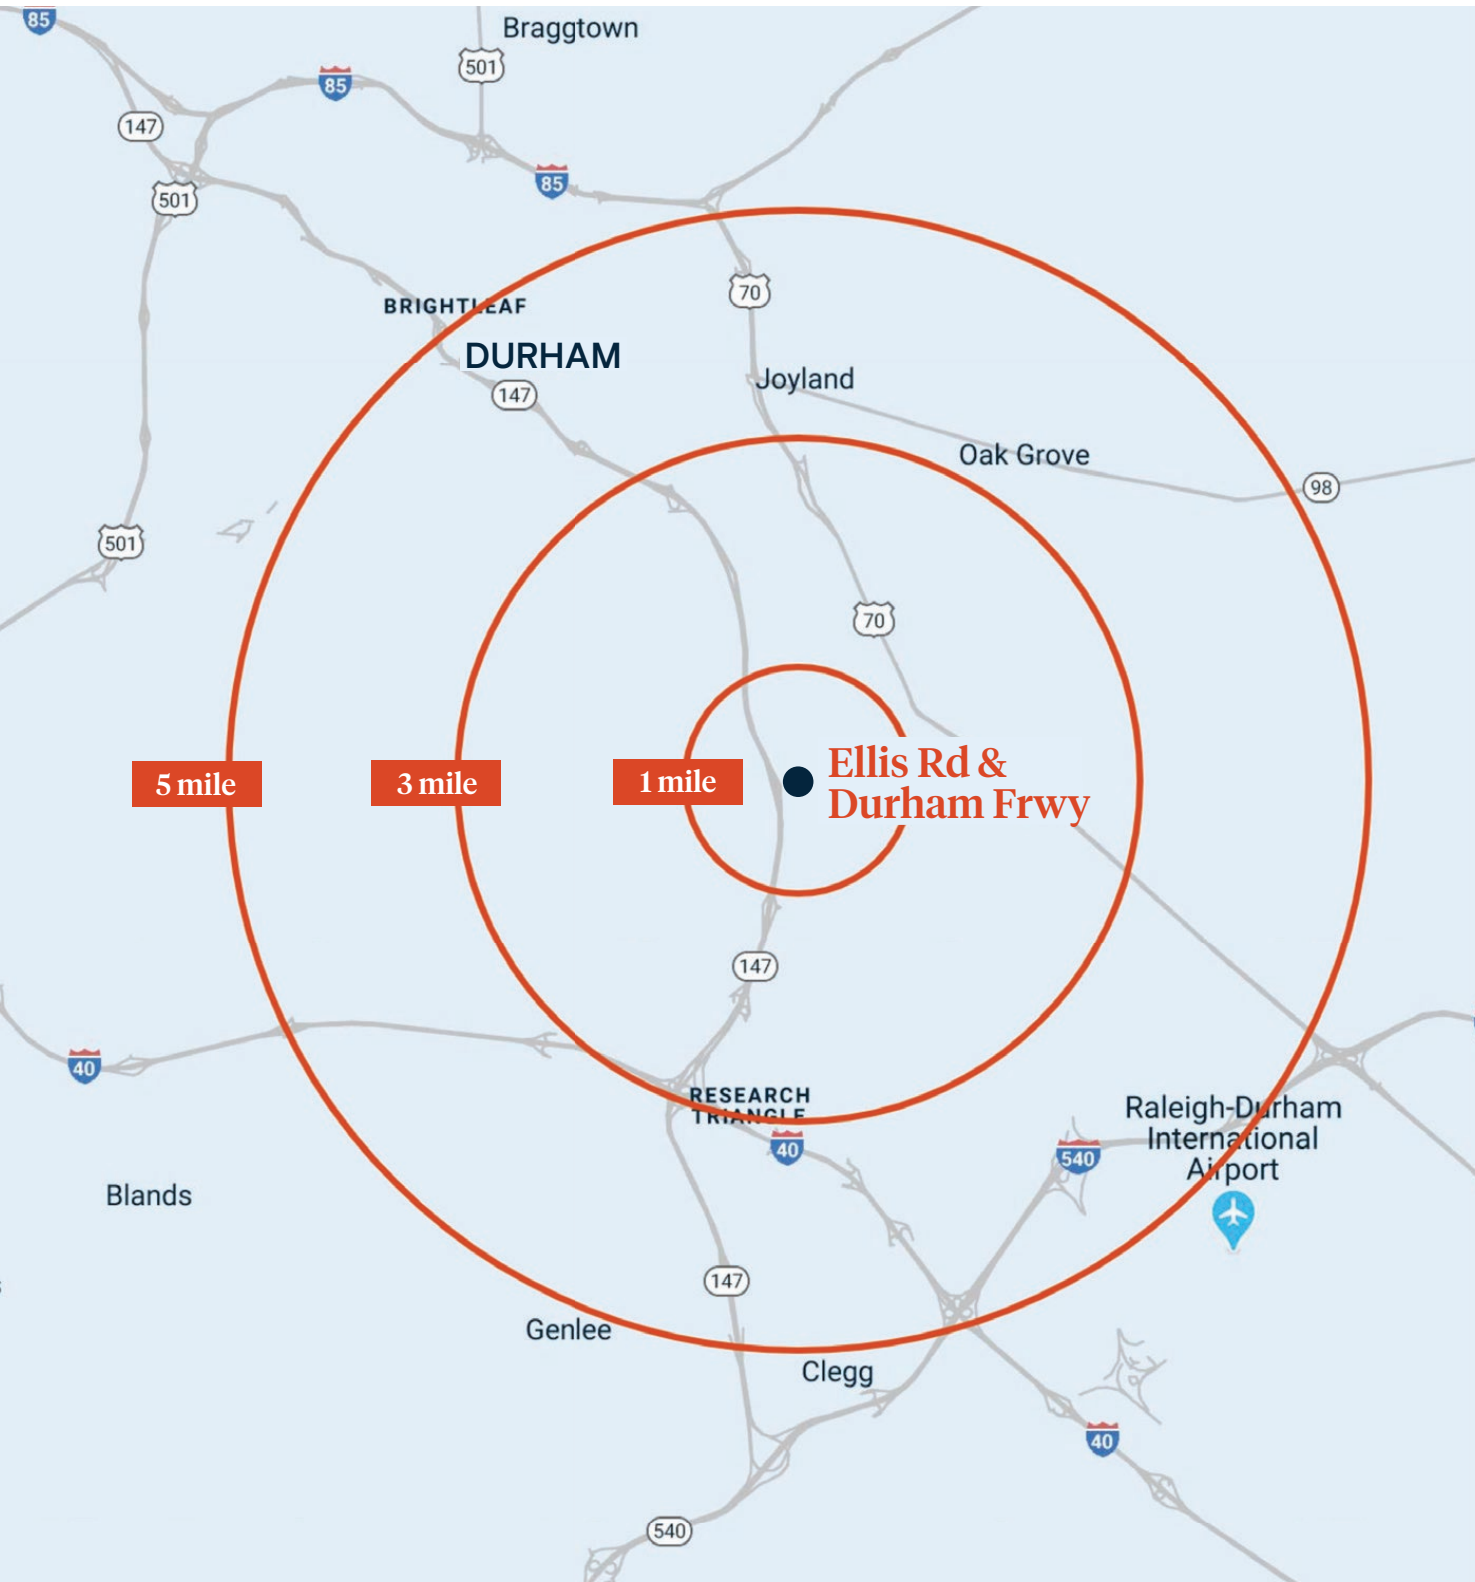 85
Braggtown
501
85
147
85
501
70
BRIGHTLEAF
DURHAM
147
Joyland
Oak Grove
98
501
70
5 mile
3 mile
1 mile
Ellis Rd &
Durham Frwy
147
40
RESEARCH
TRIANGLE
40
540
Raleigh-Durham
International
Airport
Blands
147
Genlee
Clegg
40
540